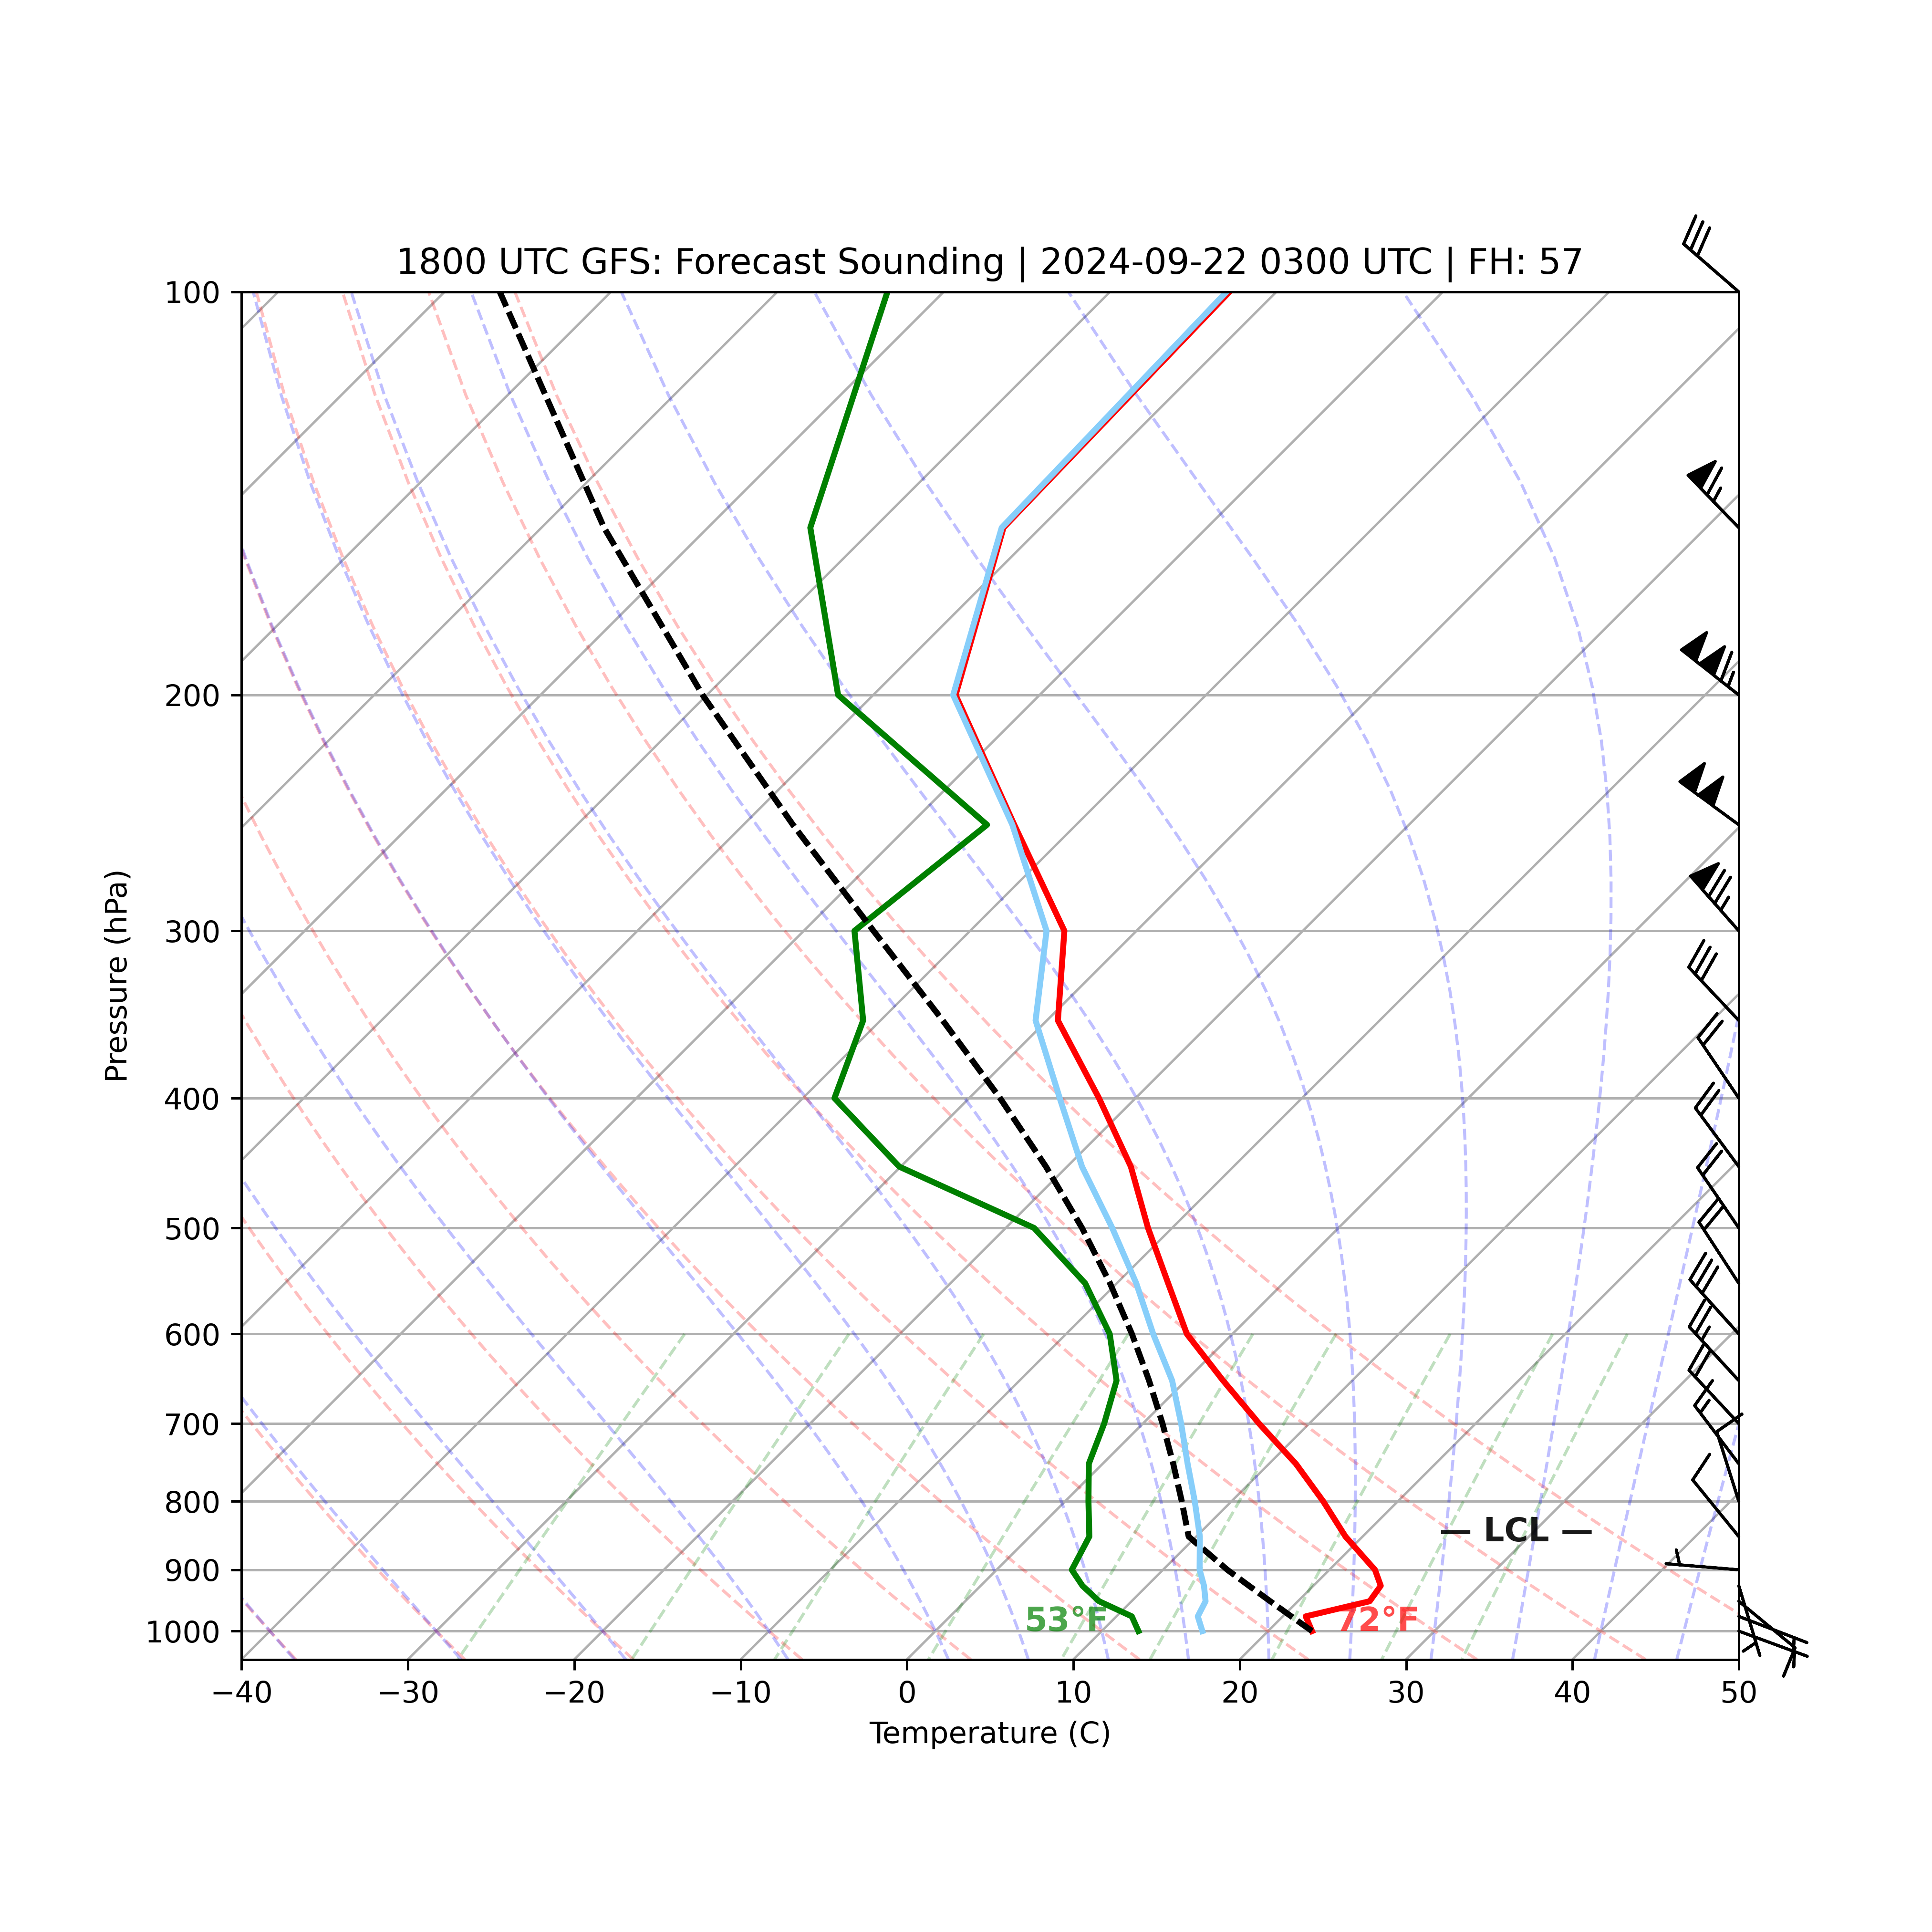 1800 UTC GFS: Forecast Sounding | 2024-09-22 0300 UTC | FH: 57
100
200
300
400
500
600
700
800
900
1000
Pressure (hPa)
— LCL —
53°F
72°F
−40 −30 −20 −10 0 10 20 30 40 50
Temperature (C)